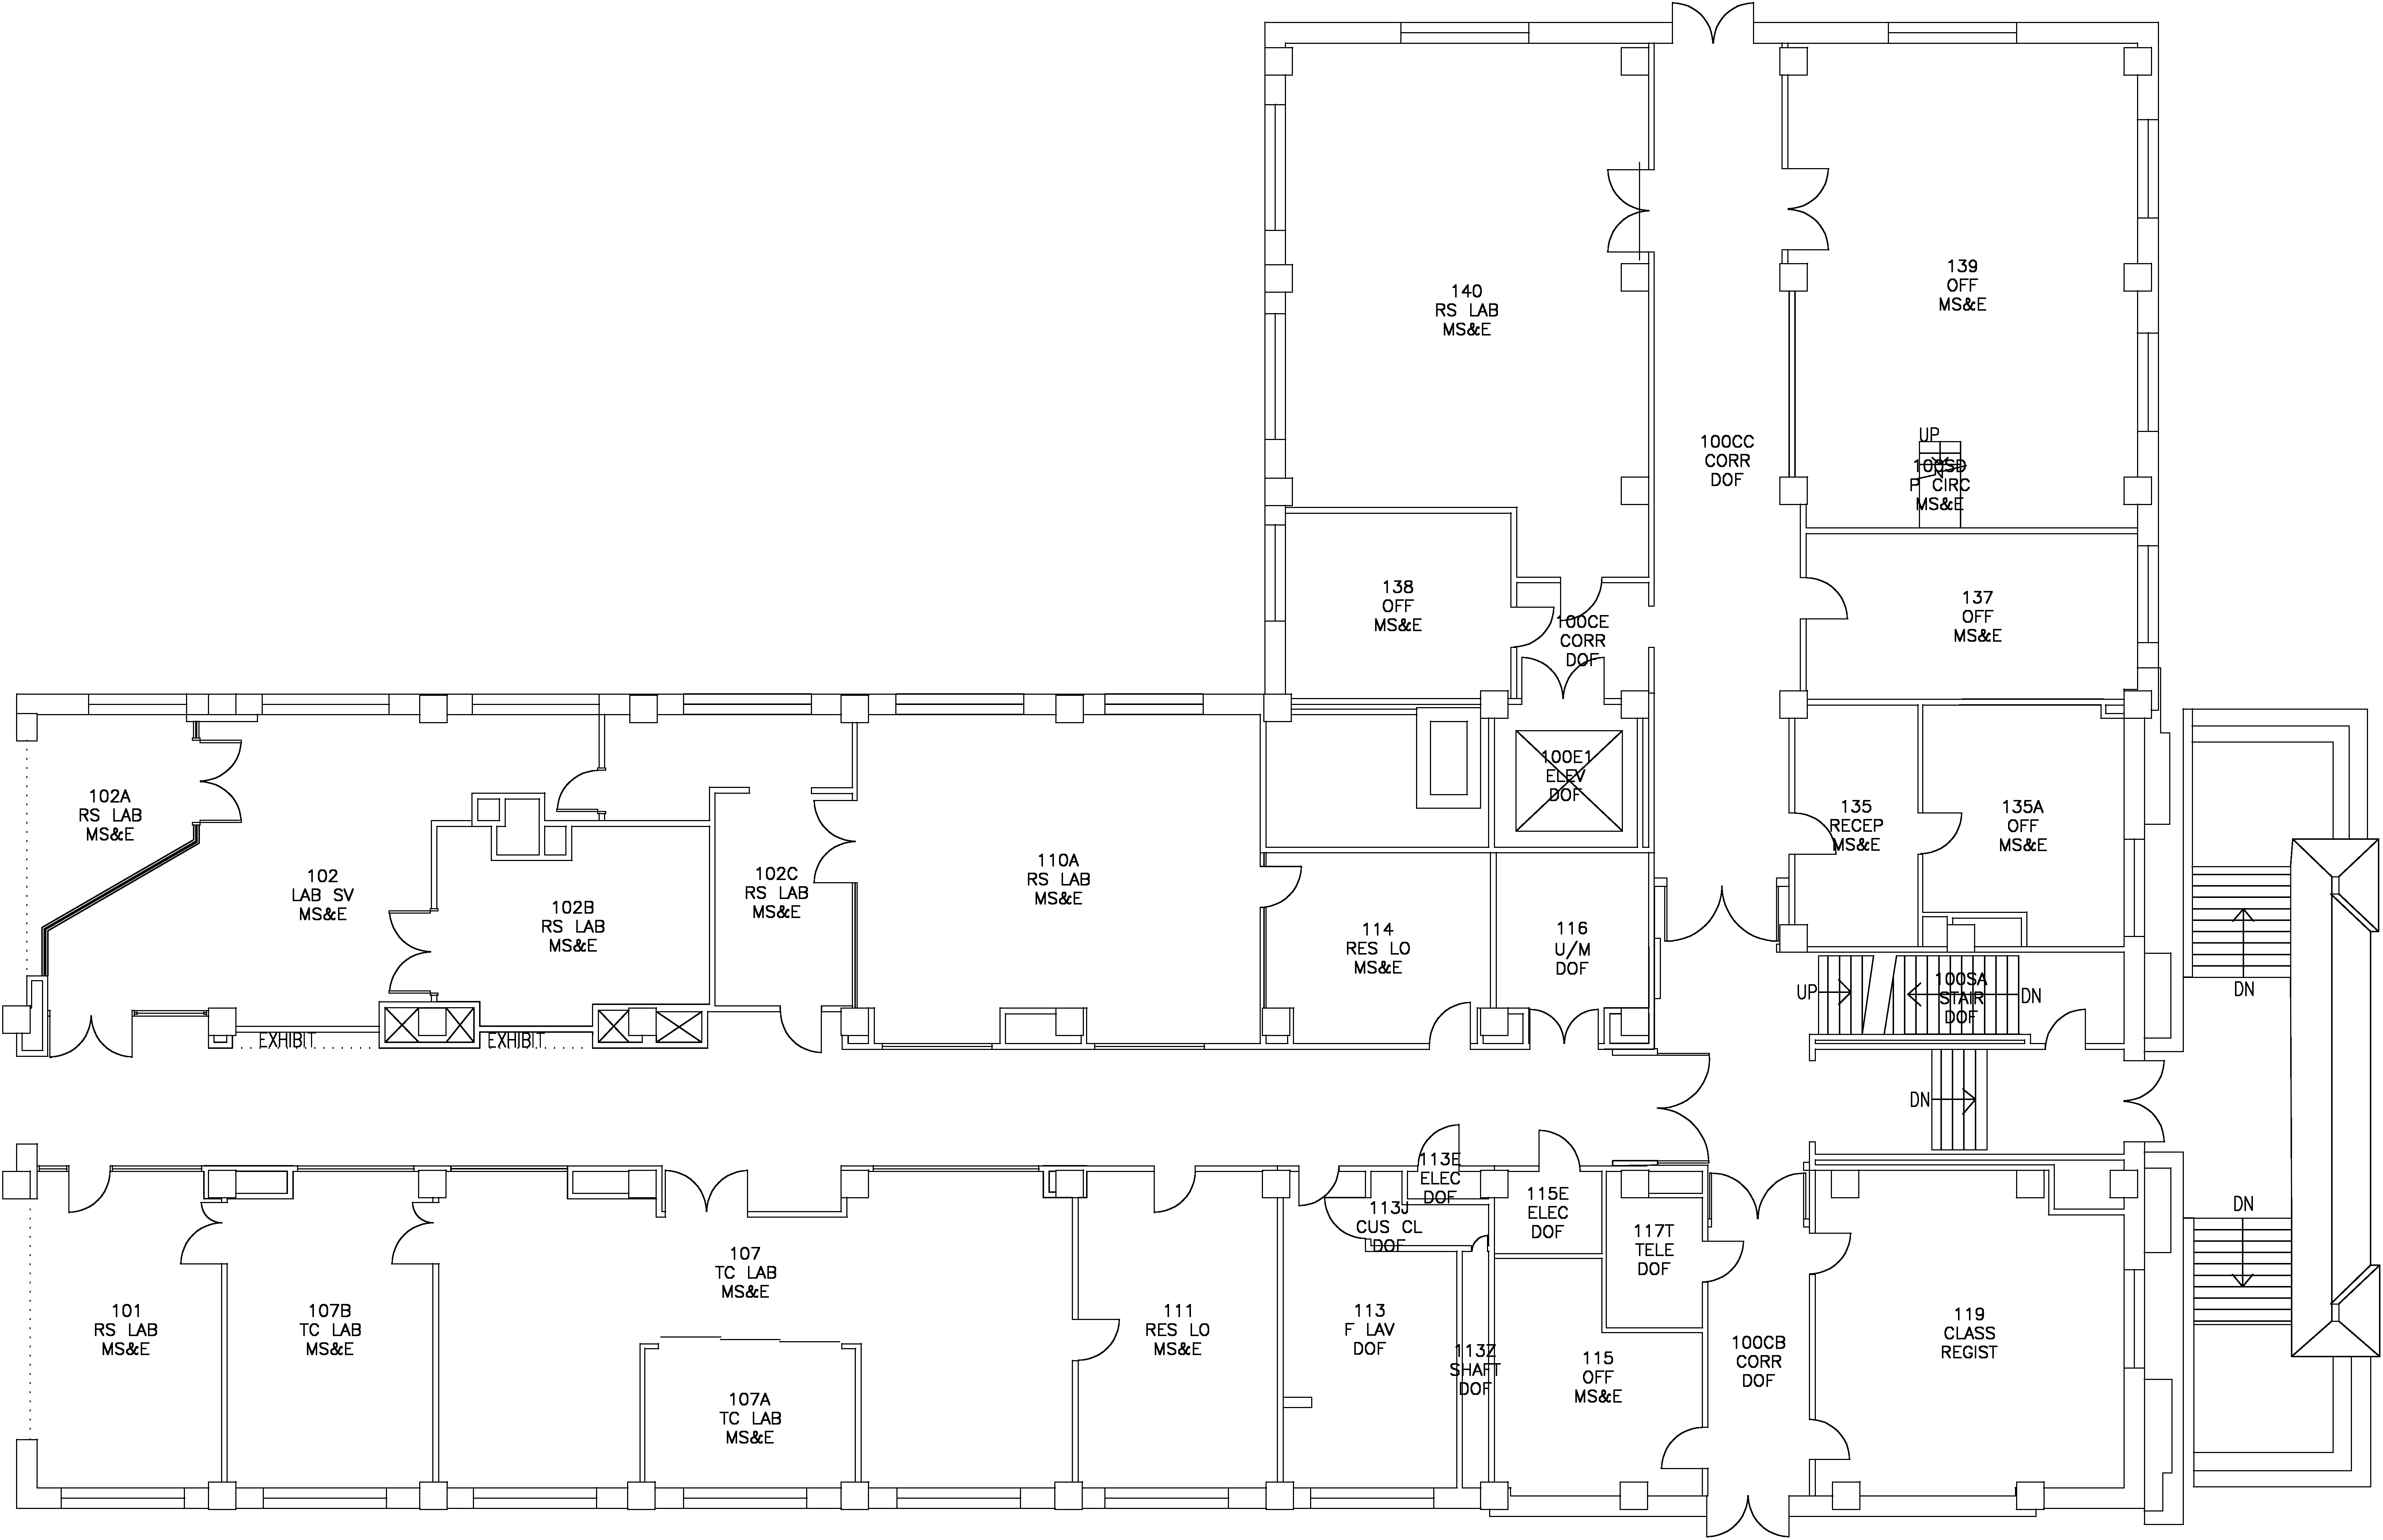 140
RS LAB
MS&E
139
OFF
MS&E
100CC
CORR
DOF
UP
100SD
P CIRC
MS&E
138
OFF
MS&E
100CE
CORR
DOF
137
OFF
MS&E
102A
RS LAB
MS&E
102
LAB SV
MS&E
102B
RS LAB
MS&E
102C
RS LAB
MS&E
110A
RS LAB
MS&E
100E1
ELEV
DOF
114
RES LO
MS&E
116
U/M
DOF
135
RECEP
MS&E
135A
OFF
MS&E
UP
100SA
STAIR
DOF
DN
DN
EXHIBIT
EXHIBIT
DN
DN
113E
ELEC
DOF
113J
CUS CL
DOF
115E
ELEC
DOF
117T
TELE
DOF
107
TC LAB
MS&E
101
RS LAB
MS&E
107B
TC LAB
MS&E
107A
TC LAB
MS&E
111
RES LO
MS&E
113
F LAV
DOF
113Z
SHAFT
DOF
115
OFF
MS&E
100CB
CORR
DOF
119
CLASS
REGIST